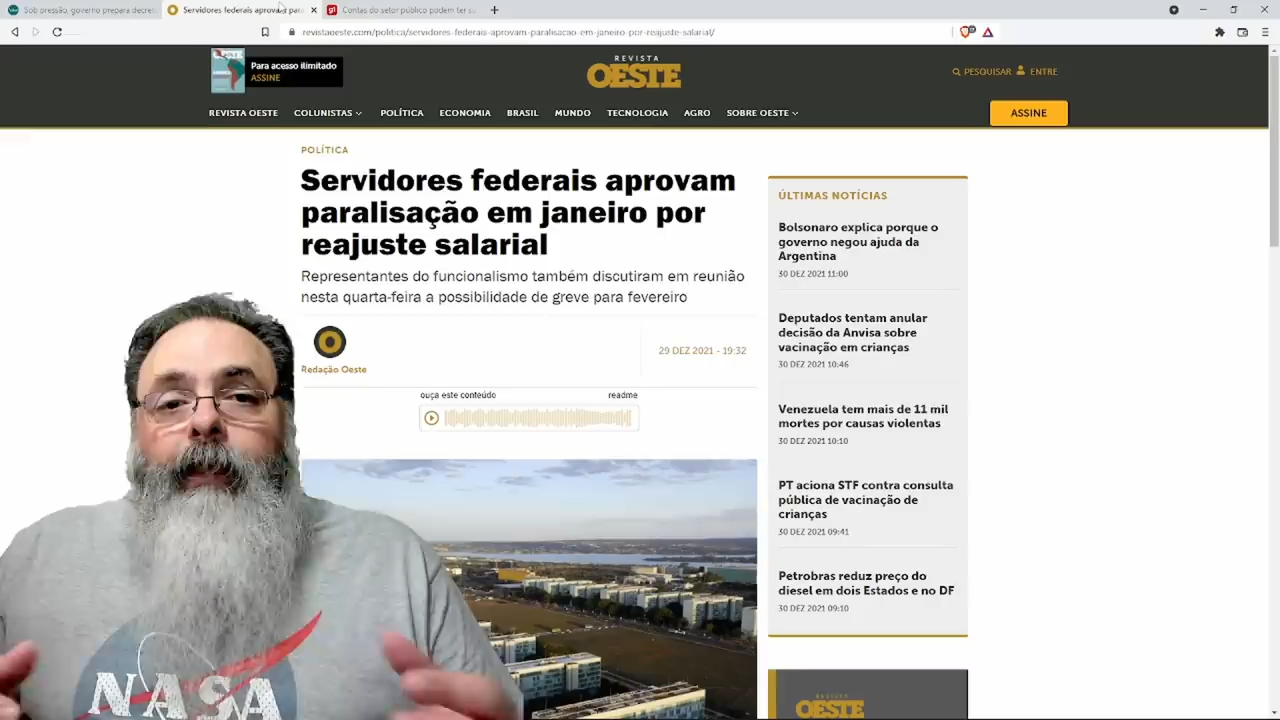 Sob pressão, governo prepara decre
Servidores federais aprovam para
Contas do setor público podem ter su
revistaoeste.com/politica/servidores-federais-aprovam-paralisacao-em-janeiro-por-reajuste-salarial/
OESTE
Para acesso ilimitado
ASSINE
REVISTA
OESTE
PESQUISAR
ENTRE
REVISTA OESTE
COLUNISTAS
POLÍTICA
ECONOMIA
BRASIL
MUNDO
TECNOLOGIA
AGRO
SOBRE OESTE
ASSINE
POLÍTICA
Servidores federais aprovam
paralisação em janeiro por
reajuste salarial
Representantes do funcionalismo também discutiram em reunião
nesta quarta-feira a possibilidade de greve para fevereiro
Redação Oeste
29 DEZ 2021 - 19:32
ouça este conteúdo
readme
ÚLTIMAS NOTÍCIAS
Bolsonaro explica porque o
governo negou ajuda da
Argentina
30 DEZ 2021 11:00
Deputados tentam anular
decisão da Anvisa sobre
vacinação em crianças
30 DEZ 2021 10:46
Venezuela tem mais de 11 mil
mortes por causas violentas
30 DEZ 2021 10:10
PT aciona STF contra consulta
pública de vacinação de
crianças
30 DEZ 2021 09:41
Petrobras reduz preço do
diesel em dois Estados e no DF
30 DEZ 2021 09:10
REVISTA
OESTE
NASA